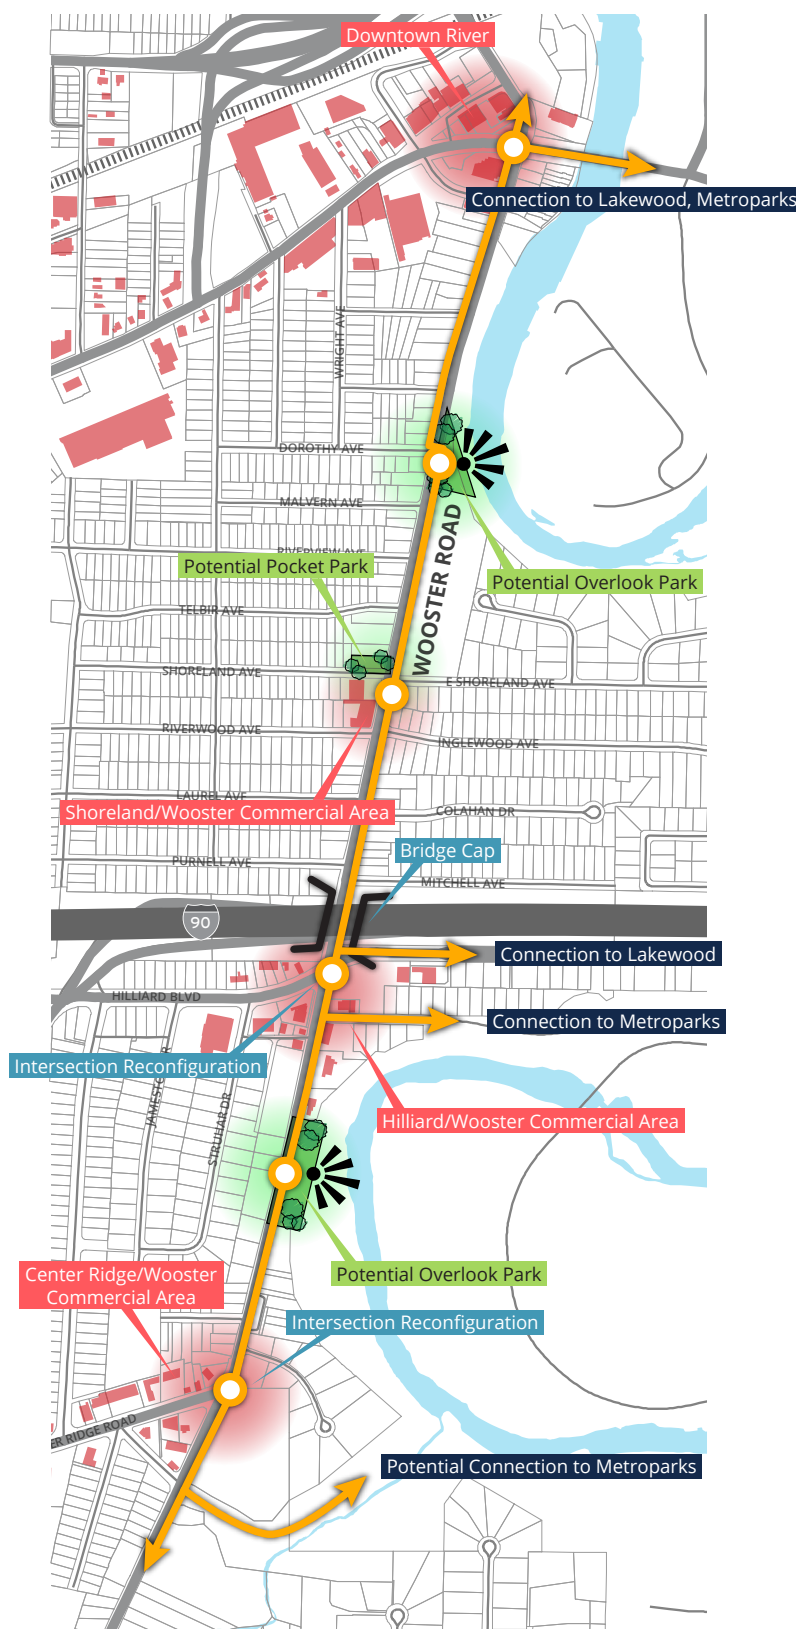 Downtown River
Connection to Lakewood, Metroparks
WRIGHT AVE
DOROTHY AVE
MALVERN AVE
WOOSTER ROAD
RIVERVIEW AVE
Potential Pocket Park
Potential Overlook Park
TELBIR AVE
SHORELAND AVE
E SHORELAND AVE
RIVERWOOD AVE
INGLEWOOD AVE
LAUREL AVE
Shoreland/Wooster Commercial Area
COLAHAN DR
Bridge Cap
PURNELL AVE
MITCHELL AVE
90
Connection to Lakewood
HILLIARD BLVD
Connection to Metroparks
Intersection Reconfiguration
Hilliard/Wooster Commercial Area
STRUHAR DR
Center Ridge/Wooster
Commercial Area
Potential Overlook Park
Intersection Reconfiguration
ER RIDGE ROAD
Potential Connection to Metroparks